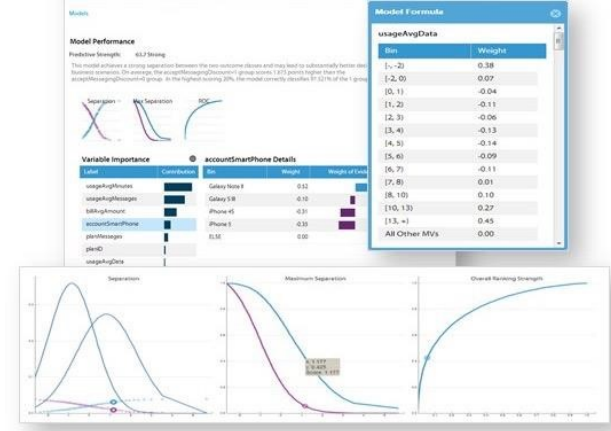 Models
Model Performance
Predictive Strength: 63.7 Strong
This model achieves a strong separation between the two outcome classes and may lead to substantially better
business scenarios. On average, the acceptMessagingDiscount=1 group scores 1.675 points higher than the
acceptMessagingDiscount=0 group. In the highest scoring 20%, the model correctly classifies of the 1
Separation
Max Separation
ROC
Variable Importance
Label Contribution
usageAvgMinutes
usageAvgMessages
billAvgAmount
accountSmartPhone
planMessages
planID
usageAvgData
accountSmartPhone Details
Bin Weight Weight of
Galaxy Note II 0.52
Galaxy S III -0.10
iPhone 4S -0.31
iPhone 5 -0.35
ELSE 0.00
Model Formula
usageAvgData
Bin Weight
[-, -2) 0.38
[-2, 0) 0.07
[0, 1) -0.04
[1, 2) -0.11
[2, 3) -0.06
[3, 4) -0.13
[4, 5) -0.14
[5, 6) -0.09
[6, 7) -0.11
[7, 8) 0.01
[8, 10) 0.10
[10, 13) 0.27
[13, ∞) 0.45
All Other MVs 0.00
Separation
Maximum Separation
Overall Ranking Strength